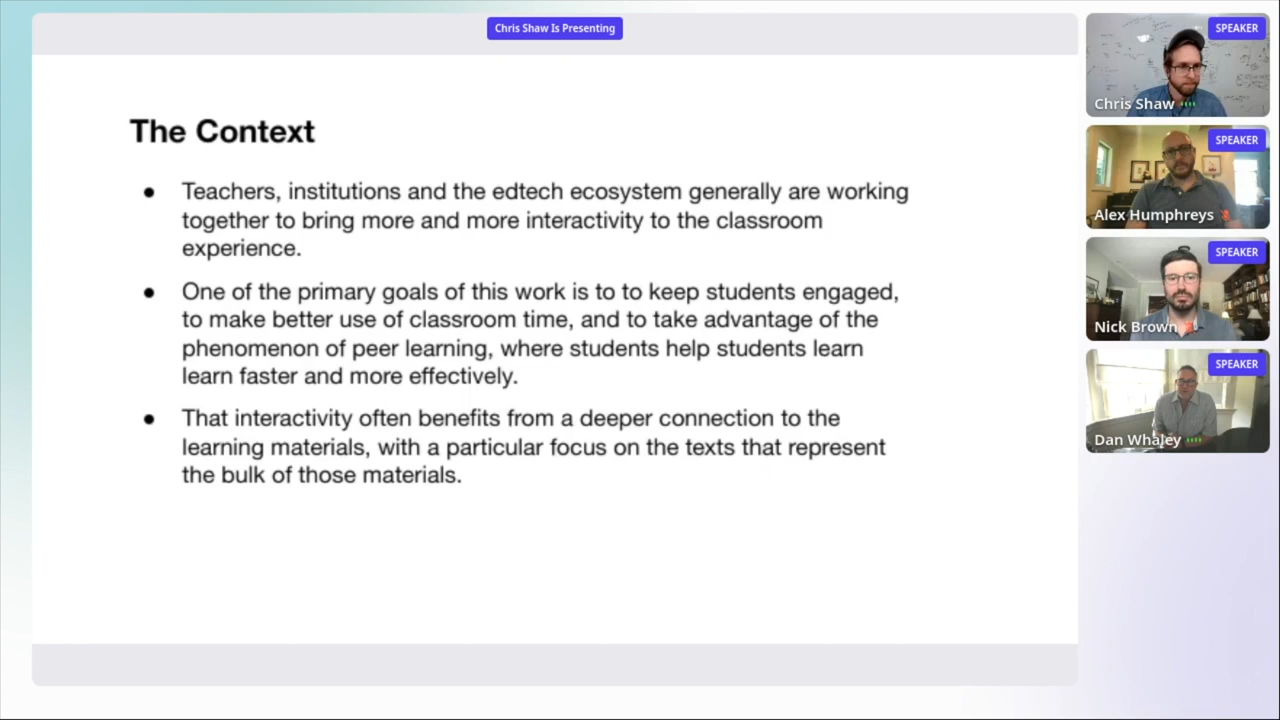 Chris Shaw Is Presenting
The Context
● Teachers, institutions and the edtech ecosystem generally are working
together to bring more and more interactivity to the classroom
experience.
● One of the primary goals of this work is to to keep students engaged,
to make better use of classroom time, and to take advantage of the
phenomenon of peer learning, where students help students learn
learn faster and more effectively.
● That interactivity often benefits from a deeper connection to the
learning materials, with a particular focus on the texts that represent
the bulk of those materials.
SPEAKER
Chris Shaw
SPEAKER
Alex Humphreys
SPEAKER
Nick Brown
SPEAKER
Dan Whaley